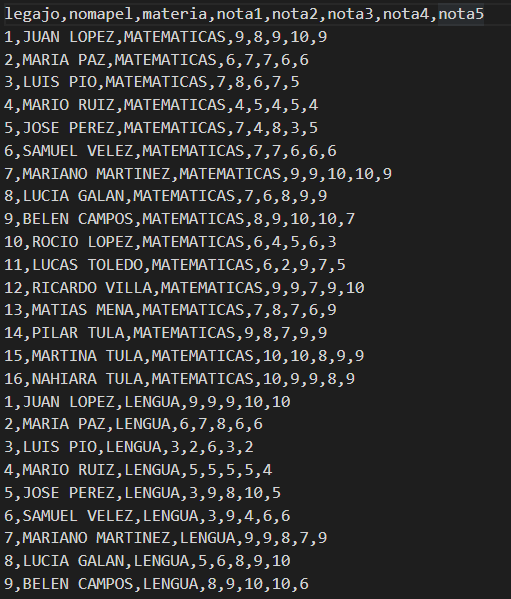 legajo,nomapel,materia,nota1,nota2,nota3,nota4,nota5
1,JUAN LOPEZ,MATEMATICAS,9,8,9,10,9
2,MARIA PAZ,MATEMATICAS,6,7,7,6,6
3,LUIS PIO,MATEMATICAS,7,8,6,7,5
4,MARIO RUIZ,MATEMATICAS,4,5,4,5,4
5,JOSE PEREZ,MATEMATICAS,7,4,8,3,5
6,SAMUEL VELEZ,MATEMATICAS,7,7,6,6,6
7,MARIANO MARTINEZ,MATEMATICAS,9,9,10,10,9
8,LUCIA GALAN,MATEMATICAS,7,6,8,9,9
9,BELEN CAMPOS,MATEMATICAS,8,9,10,10,7
10,ROCIO LOPEZ,MATEMATICAS,6,4,5,6,3
11,LUCAS TOLEDO,MATEMATICAS,6,2,9,7,5
12,RICARDO VILLA,MATEMATICAS,9,9,7,9,10
13,MATIAS MENA,MATEMATICAS,7,8,7,6,9
14,PILAR TULA,MATEMATICAS,9,8,7,9,9
15,MARTINA TULA,MATEMATICAS,10,10,8,9,9
16,NAHIARA TULA,MATEMATICAS,10,9,9,8,9
1,JUAN LOPEZ,LENGUA,9,9,9,10,10
2,MARIA PAZ,LENGUA,6,7,8,6,6
3,LUIS PIO,LENGUA,3,2,6,3,2
4,MARIO RUIZ,LENGUA,5,5,5,5,4
5,JOSE PEREZ,LENGUA,3,9,8,10,5
6,SAMUEL VELEZ,LENGUA,3,9,4,6,6
7,MARIANO MARTINEZ,LENGUA,9,9,8,7,9
8,LUCIA GALAN,LENGUA,5,6,8,9,10
9,BELEN CAMPOS,LENGUA,8,9,10,10,6